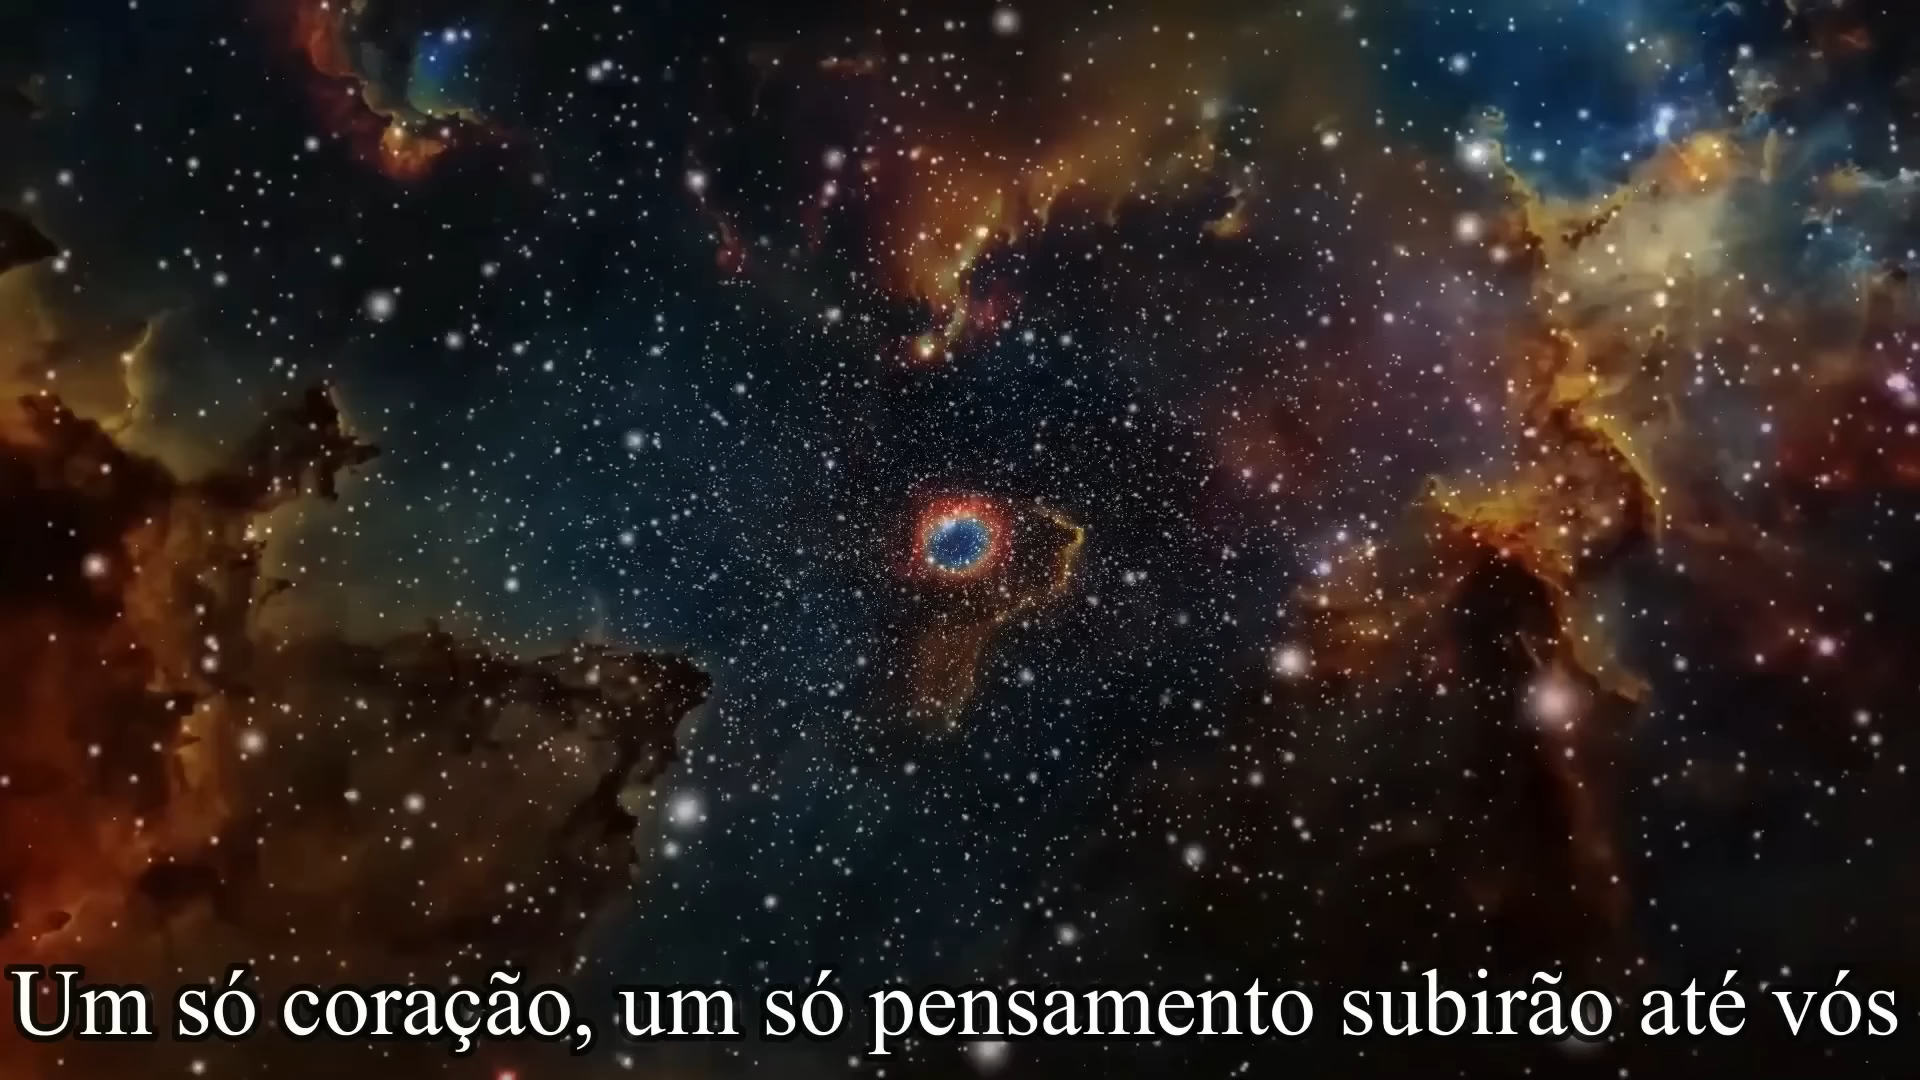 Um só coração, um só pensamento subirão até vós